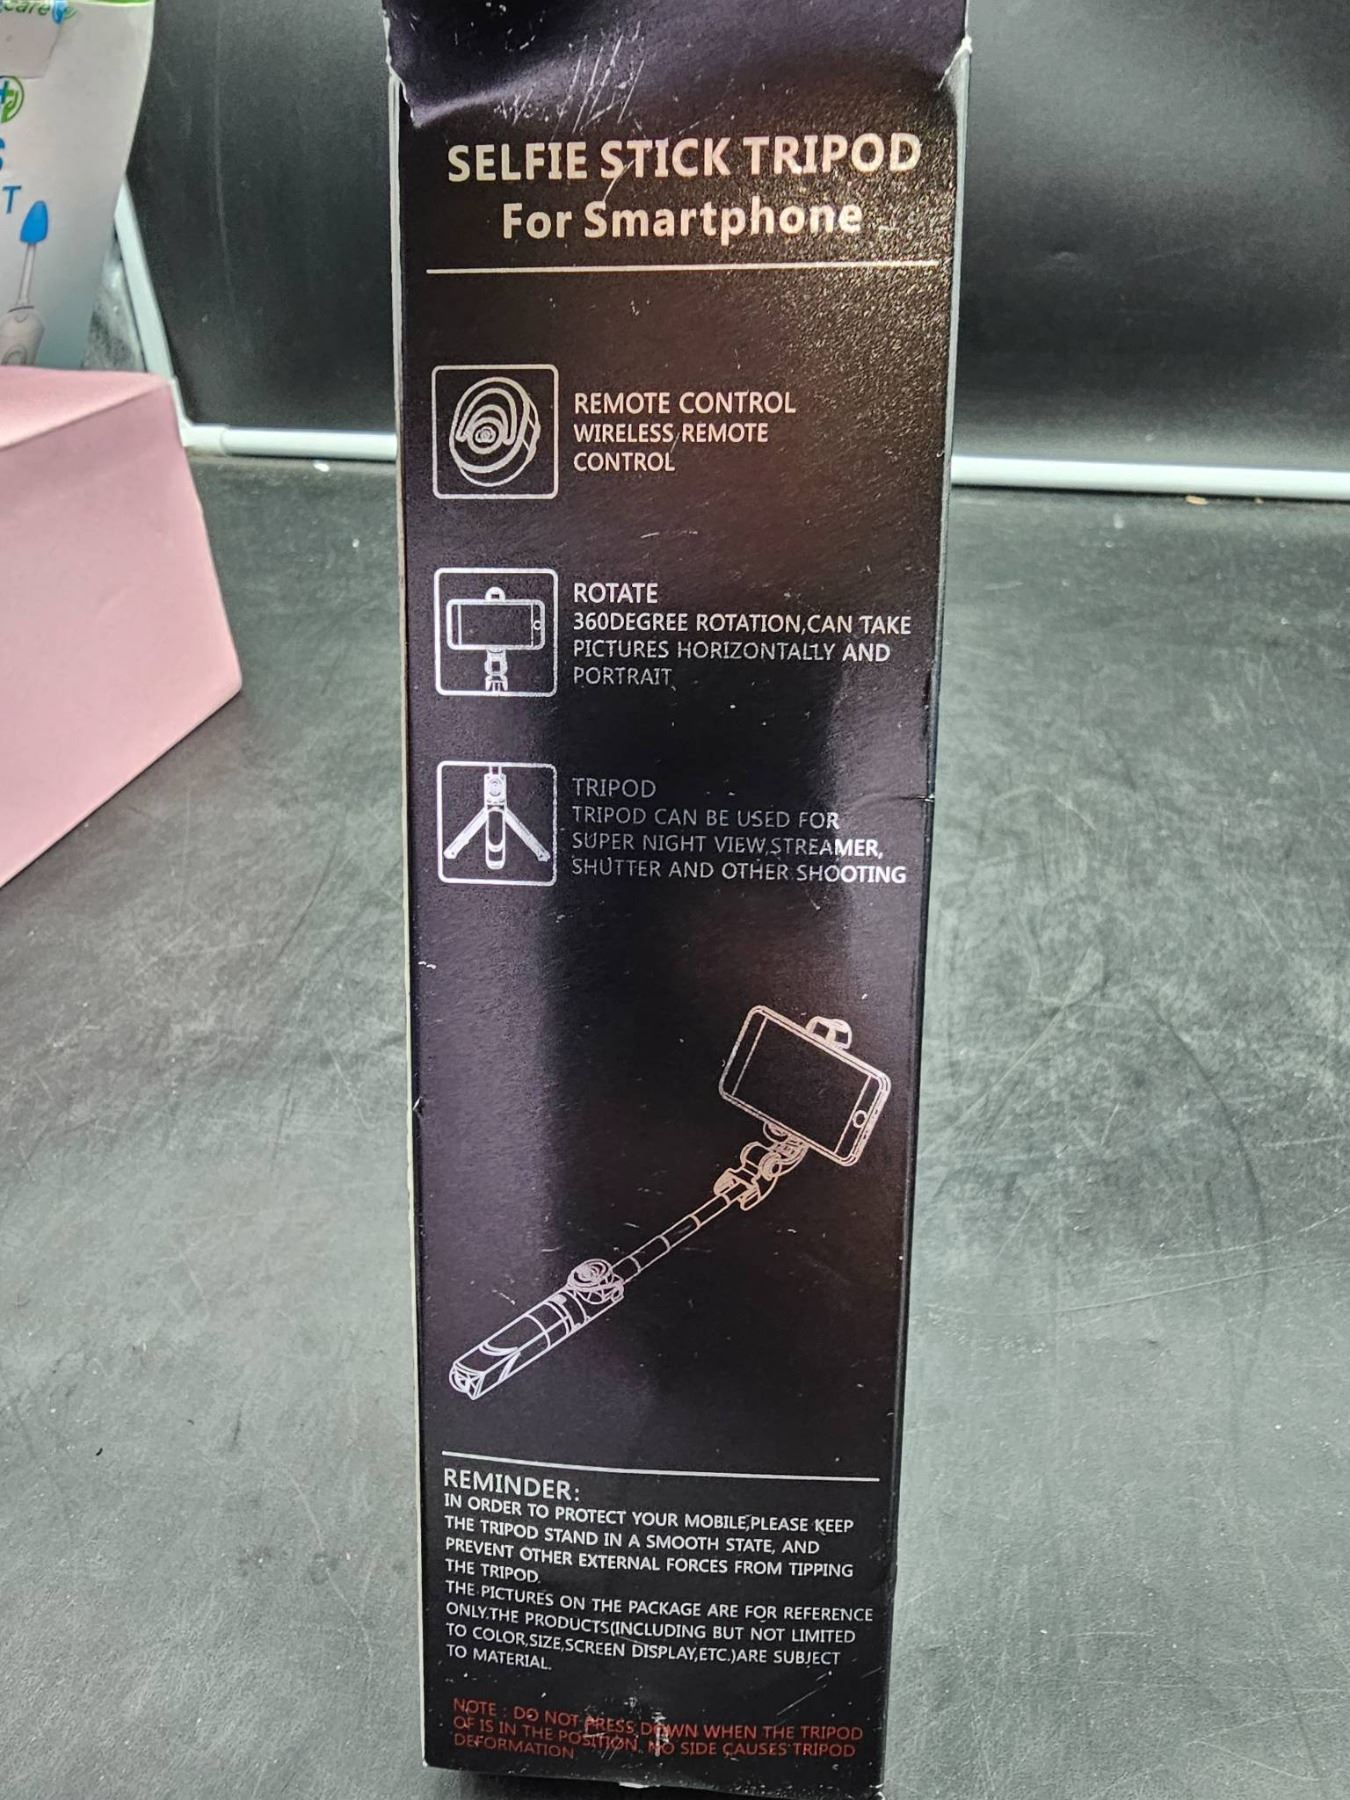 care
S
T
SELFIE STICK TRIPOD
For Smartphone
REMOTE CONTROL
WIRELESS REMOTE
CONTROL
ROTATE
360DEGREE ROTATION,CAN TAKE
PICTURES HORIZONTALLY AND
PORTRAIT
TRIPOD
TRIPOD CAN BE USED FOR
SUPER NIGHT VIEW,STREAMER,
SHUTTER AND OTHER SHOOTING
REMINDER:
IN ORDER TO PROTECT YOUR MOBILE,PLEASE KEEP
THE TRIPOD STAND IN A SMOOTH STATE, AND
PREVENT OTHER EXTERNAL FORCES FROM TIPPING
THE TRIPOD.
THE PICTURES ON THE PACKAGE ARE FOR REFERENCE
ONLY.THE PRODUCTS(INCLUDING BUT NOT LIMITED
TO COLOR,SIZE,SCREEN DISPLAY,ETC.)ARE SUBJECT
TO MATERIAL.
NOTE : DO NOT PRESS DOWN WHEN THE TRIPOD
OF IS IN THE POSITION. NO SIDE CAUSES TRIPOD
DEFORMATION.